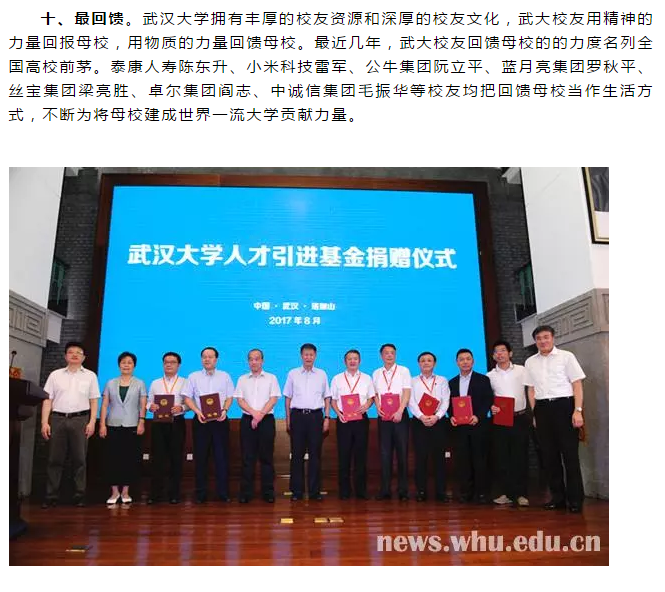 十、最回馈。武汉大学拥有丰厚的校友资源和深厚的校友文化，武大校友用精神的
力量回报母校，用物质的力量回馈母校。最近几年，武大校友回馈母校的的力度名列全
国高校前茅。泰康人寿陈东升、小米科技雷军、公牛集团阮立平、蓝月亮集团罗秋平、
丝宝集团梁亮胜、卓尔集团阎志、中诚信集团毛振华等校友均把回馈母校当作生活方
式，不断为将母校建成世界一流大学贡献力量。
武汉大学人才引进基金捐赠仪式
中国·武汉·珞珈山
2017年8月
news.whu.edu.cn